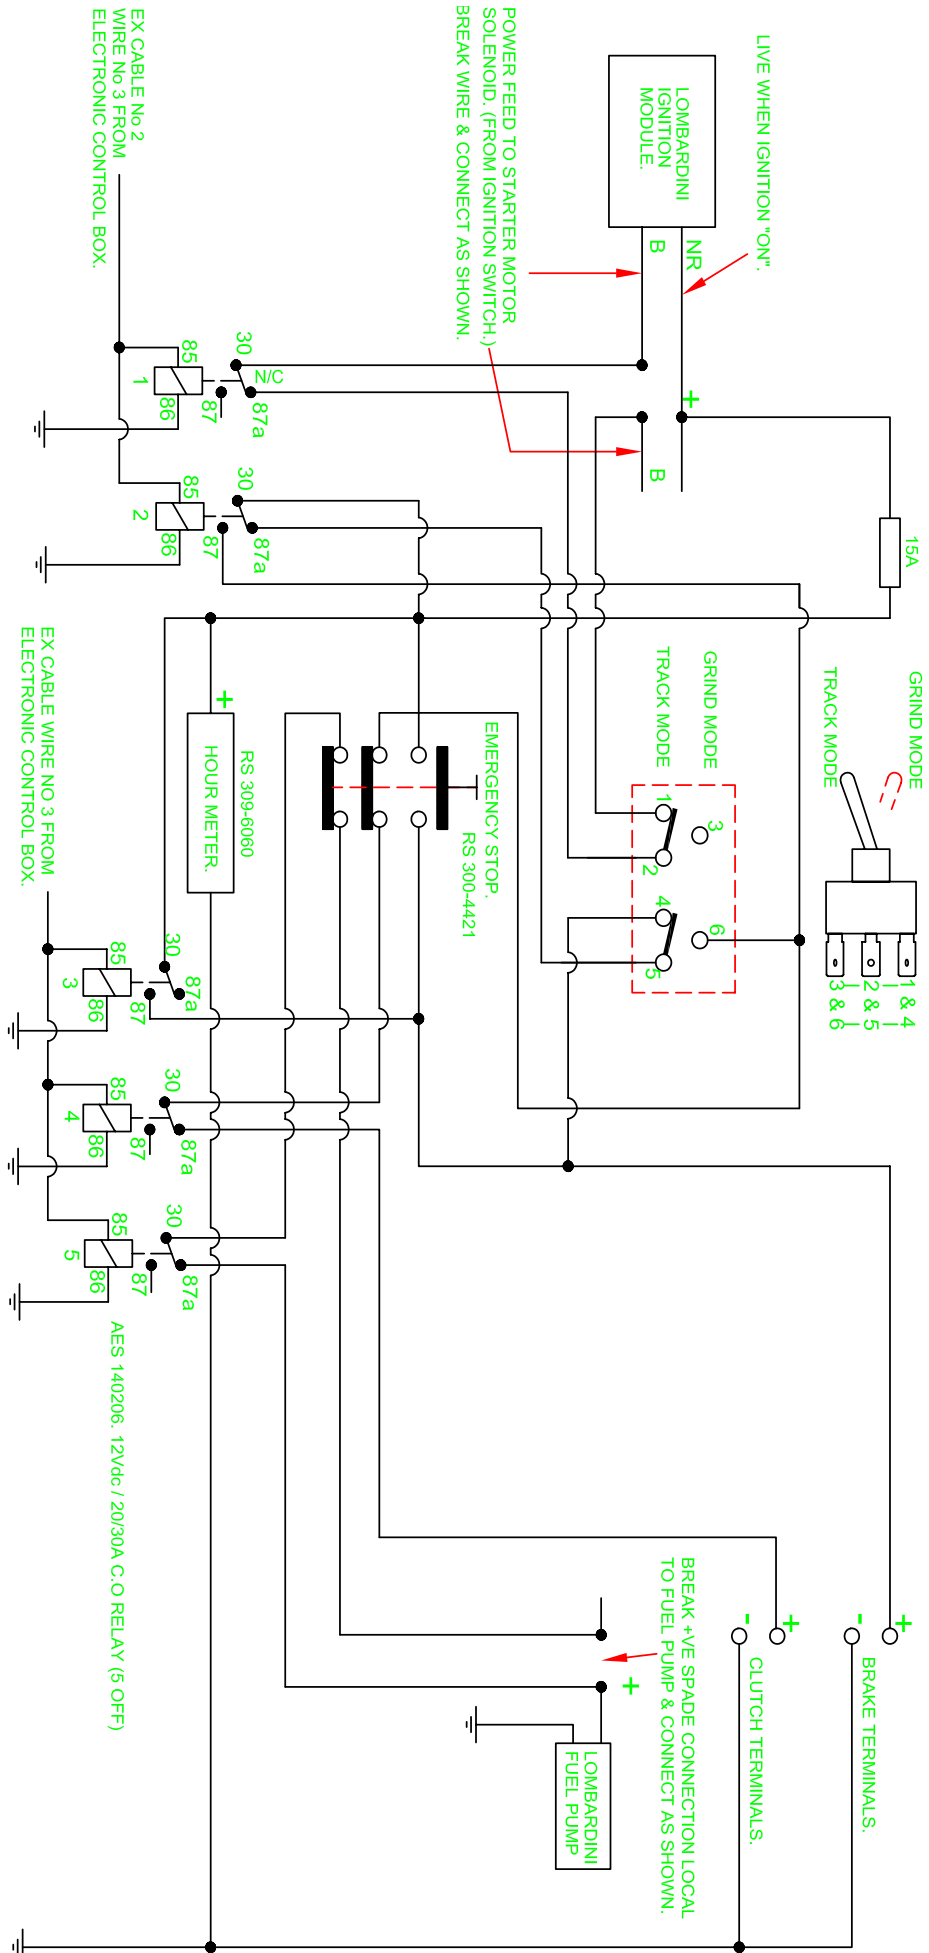 GRIND MODE
TRACK MODE
1 & 4
2 & 5
3 & 6
LIVE WHEN IGNITION "ON".
LOMBARDINI
IGNITION
MODULE.
NR
B
+
B
15A
POWER FEED TO STARTER MOTOR
SOLENOID. (FROM IGNITION SWITCH.)
BREAK WIRE & CONNECT AS SHOWN.
GRIND MODE
TRACK MODE
1
2
3
4
5
6
EMERGENCY STOP.
RS 300-4421
BRAKE TERMINALS.
+
-
CLUTCH TERMINALS.
+
-
BREAK +VE SPADE CONNECTION LOCAL
TO FUEL PUMP & CONNECT AS SHOWN.
+
LOMBARDINI
FUEL PUMP
EX CABLE No 2
WIRE No 3 FROM
ELECTRONIC CONTROL BOX.
30
N/C
87a
87
85
86
1
30
87a
87
85
86
2
RS 309-6060
HOUR METER.
+
EX CABLE WIRE NO 3 FROM
ELECTRONIC CONTROL BOX.
30
87a
87
85
86
3
30
87a
87
85
86
4
30
87a
87
85
86
5
AES 140206. 12Vdc / 20/30A C.O RELAY (5 OFF)